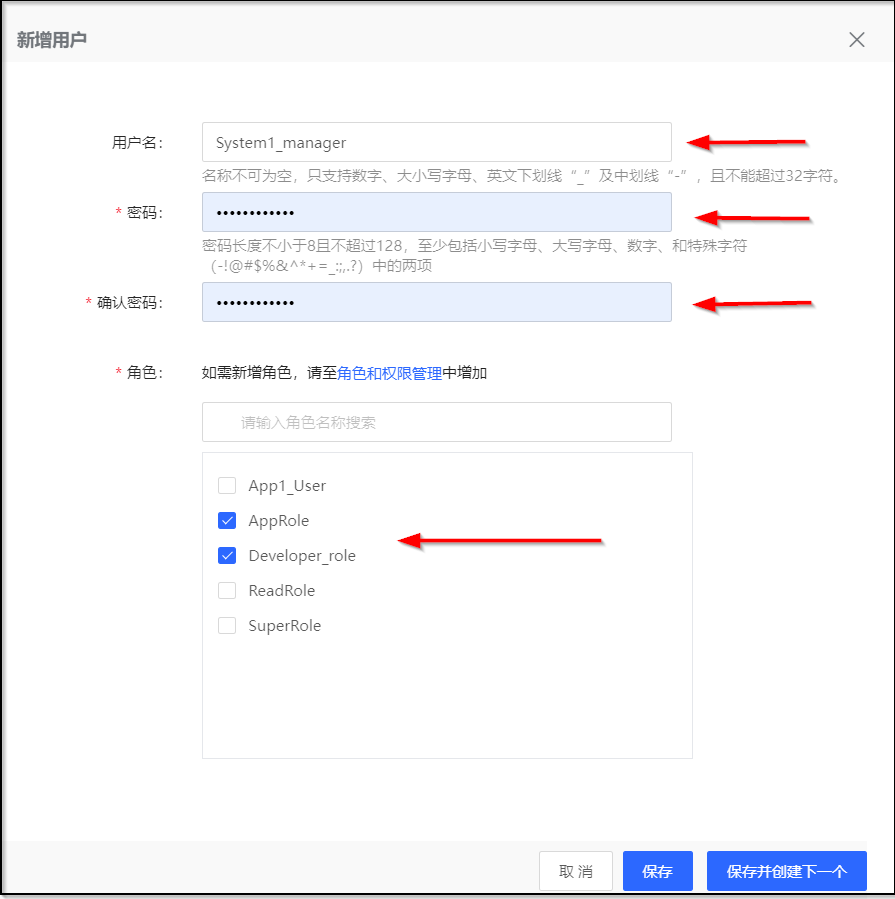 新增用户
用户名：
System1_manager
名称不可为空，只支持数字、大小写字母、英文下划线“_”及中划线“-”，且不能超过32字符。
* 密码：
••••••••••••
密码长度不小于8且不超过128，至少包括小写字母、大写字母、数字、和特殊字符
（-!@#$%&^*+=_:;,.?）中的两项
* 确认密码：
••••••••••••
* 角色：
如需新增角色，请至角色和权限管理中增加
请输入角色名称搜索
App1_User
AppRole
Developer_role
ReadRole
SuperRole
取 消
保存
保存并创建下一个